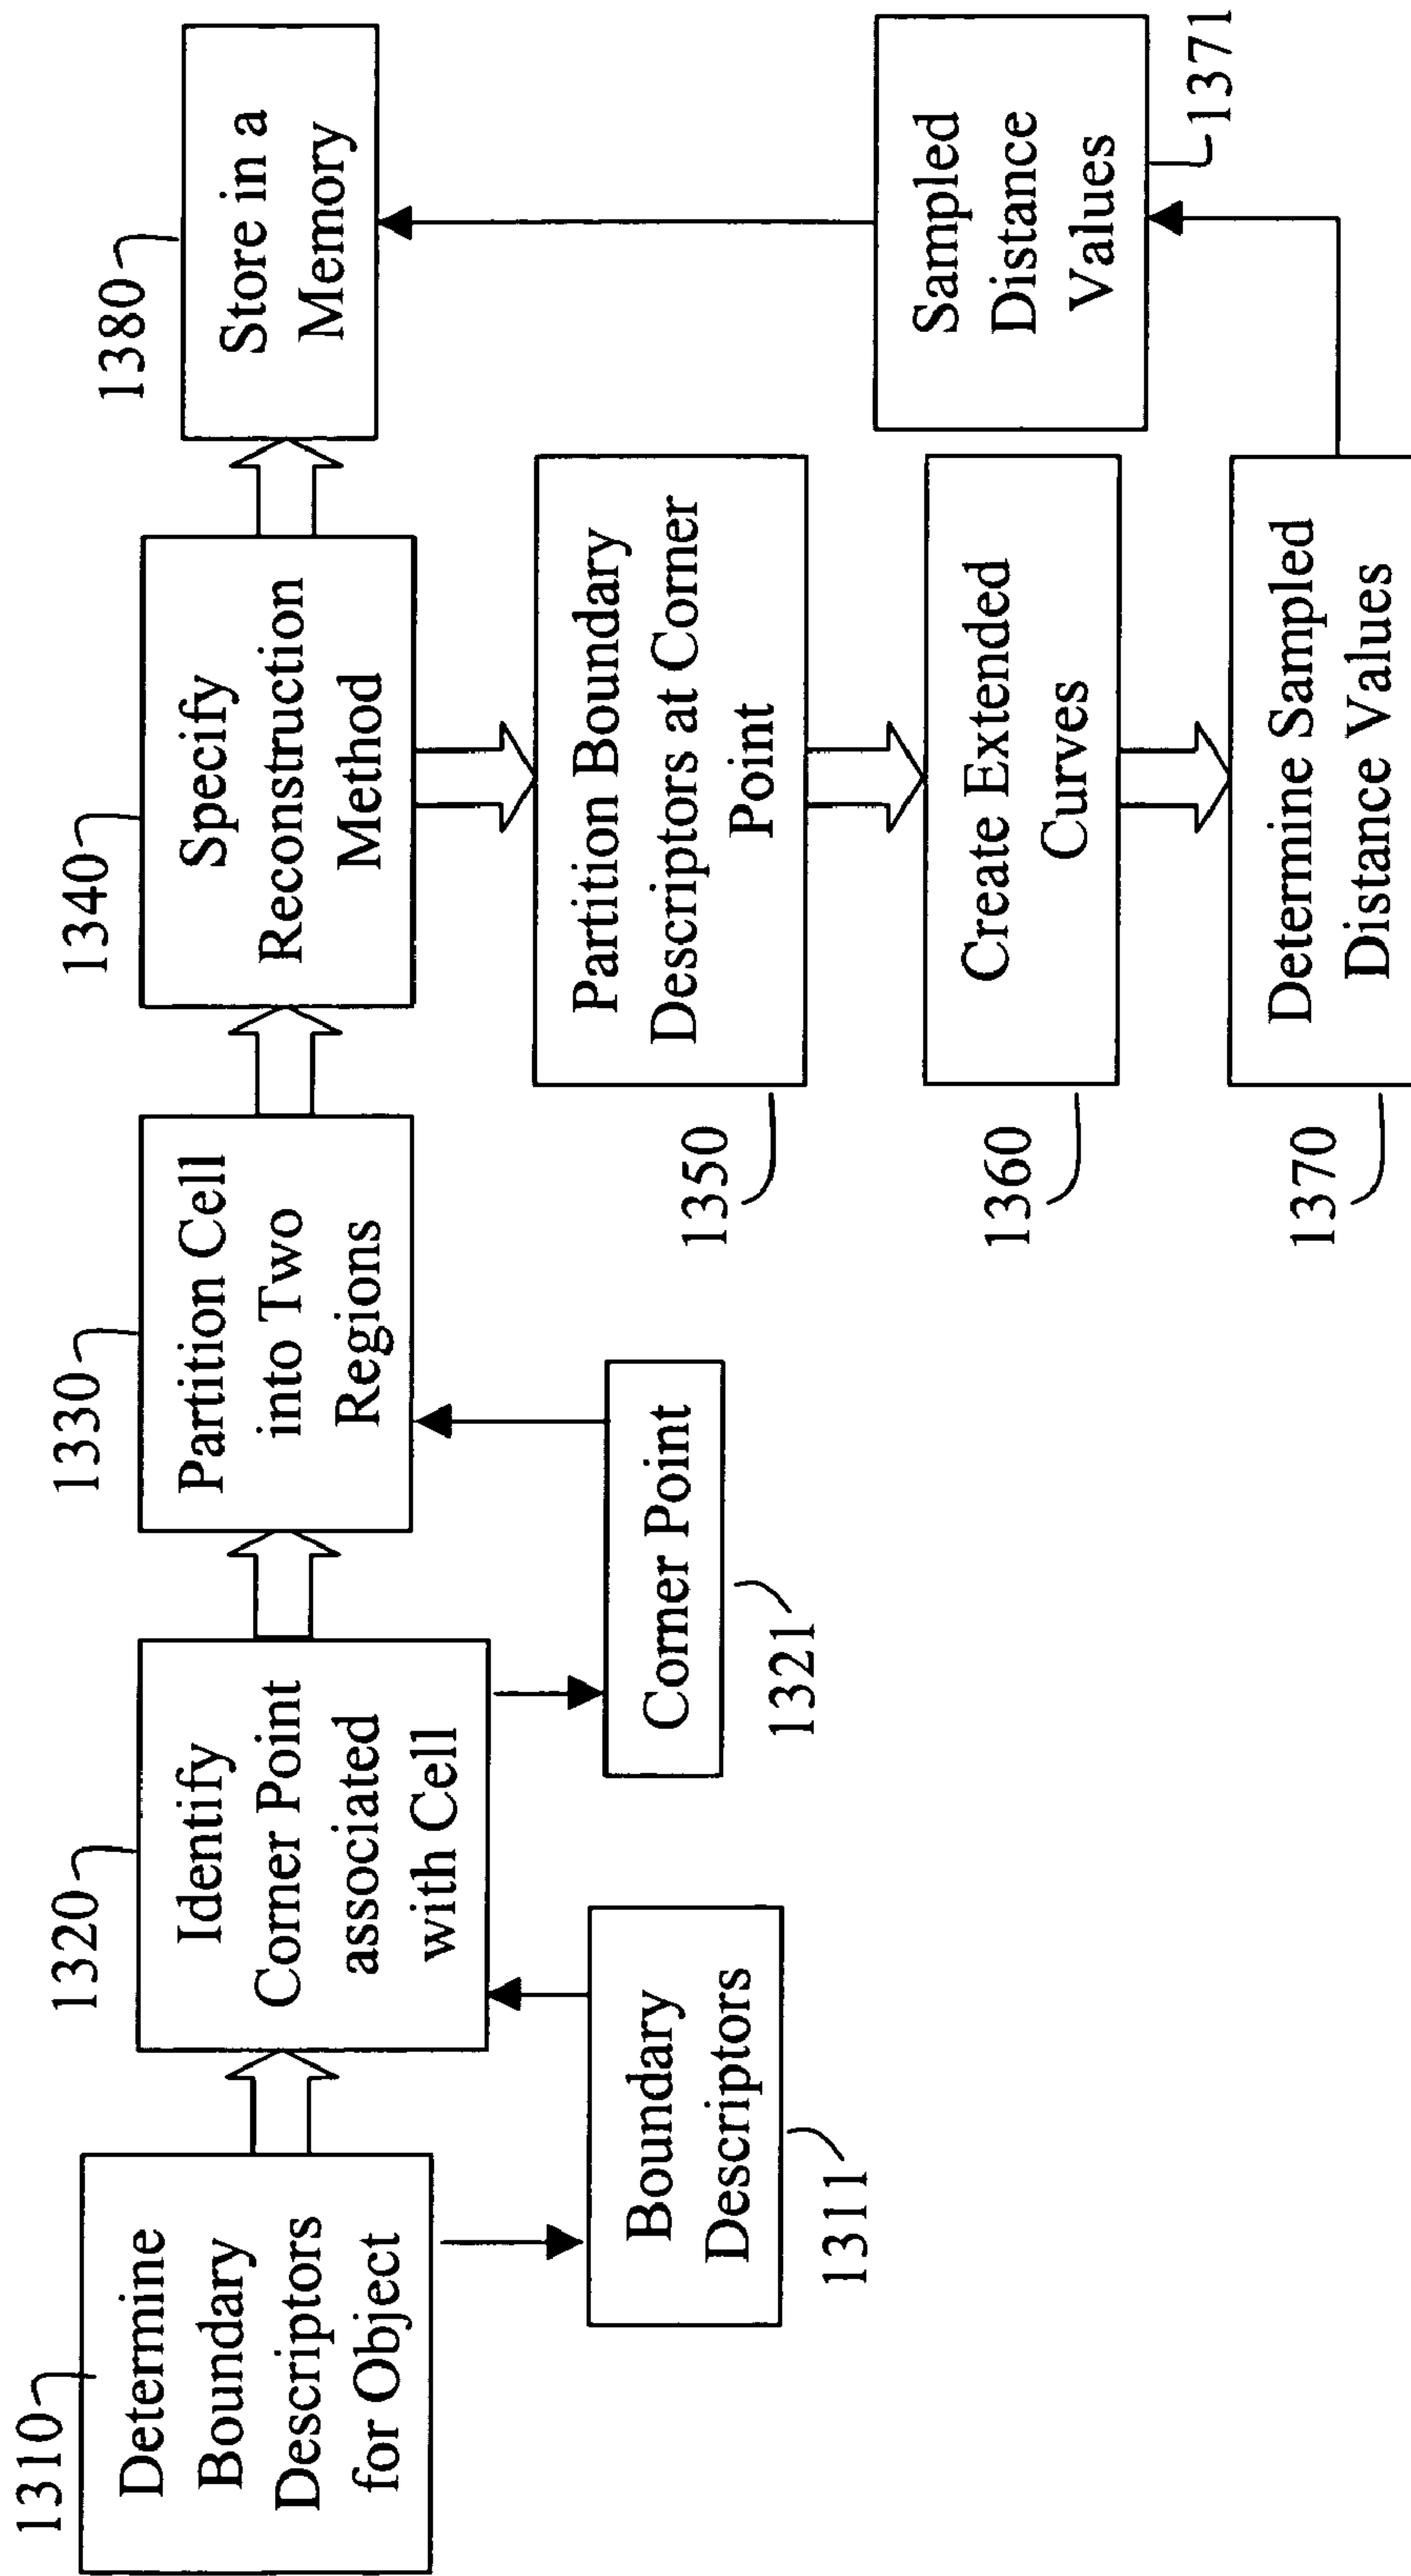 1310
Determine
Boundary
Descriptors
for Object
1311
Boundary
Descriptors
1320
Identify
Corner Point
associated
with Cell
1321
Corner Point
1330
Partition Cell
into Two
Regions
1340
Specify
Reconstruction
Method
1350
Partition Boundary
Descriptors at Corner
Point
1360
Create Extended
Curves
1370
Determine Sampled
Distance Values
1371
Sampled
Distance
Values
1380
Store in a
Memory